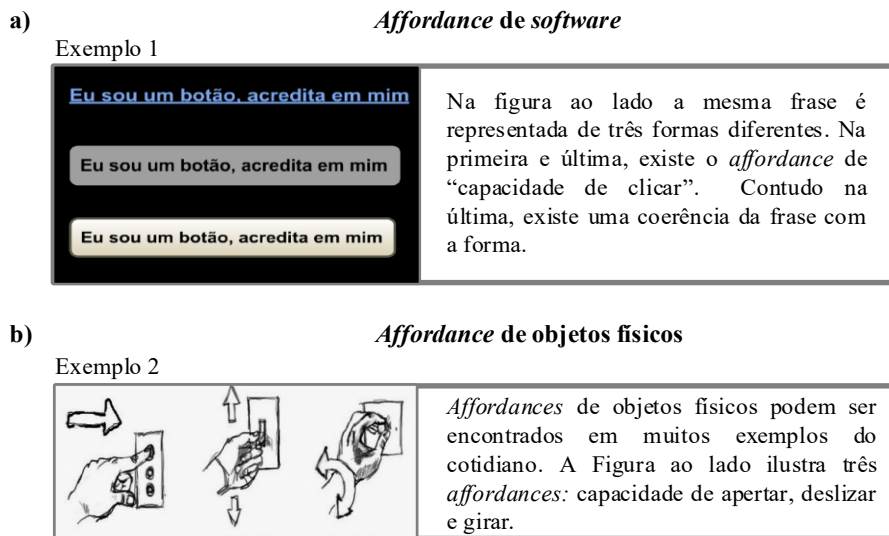 a) Affordance de software
Exemplo 1
Eu sou um botão, acredita em mim
Eu sou um botão, acredita em mim
Eu sou um botão, acredita em mim
Na figura ao lado a mesma frase é
representada de três formas diferentes. Na
primeira e última, existe o affordance de
“capacidade de clicar”. Contudo na
última, existe uma coerência da frase com
a forma.
b) Affordance de objetos físicos
Exemplo 2
Affordances de objetos físicos podem ser
encontrados em muitos exemplos do
cotidiano. A Figura ao lado ilustra três
affordances: capacidade de apertar, deslizar
e girar.